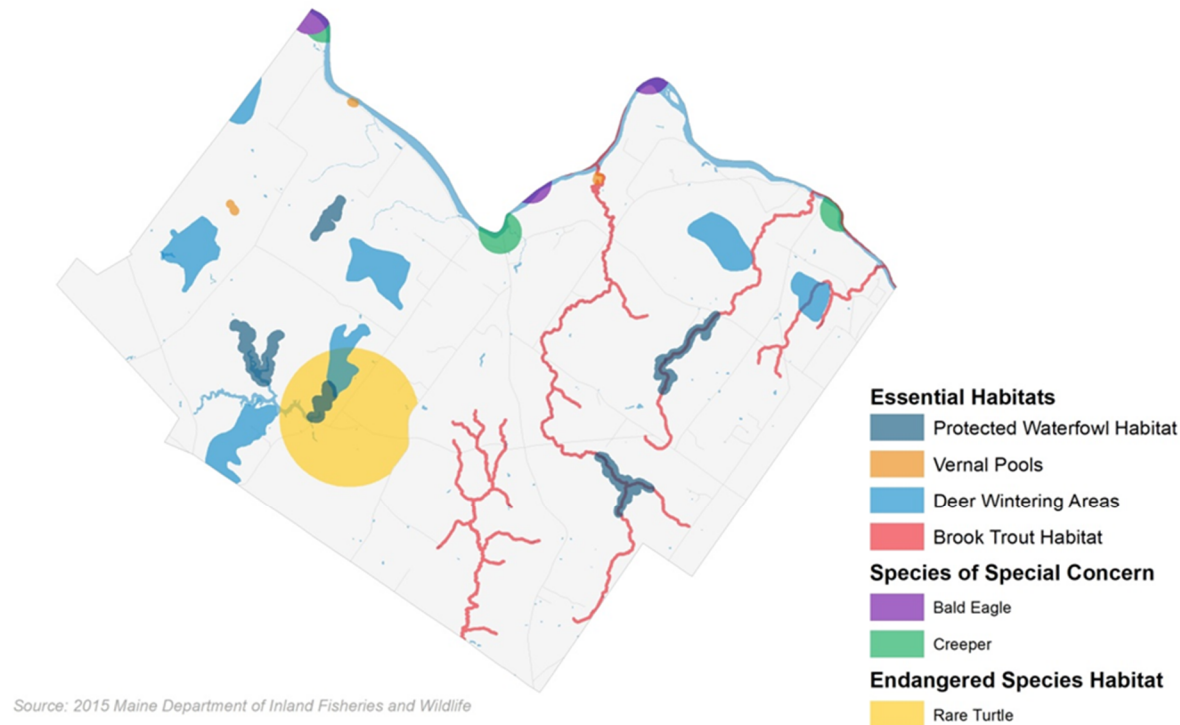 Essential Habitats
Protected Waterfowl Habitat
Vernal Pools
Deer Wintering Areas
Brook Trout Habitat
Species of Special Concern
Bald Eagle
Creeper
Endangered Species Habitat
Rare Turtle
Source: 2015 Maine Department of Inland Fisheries and Wildlife